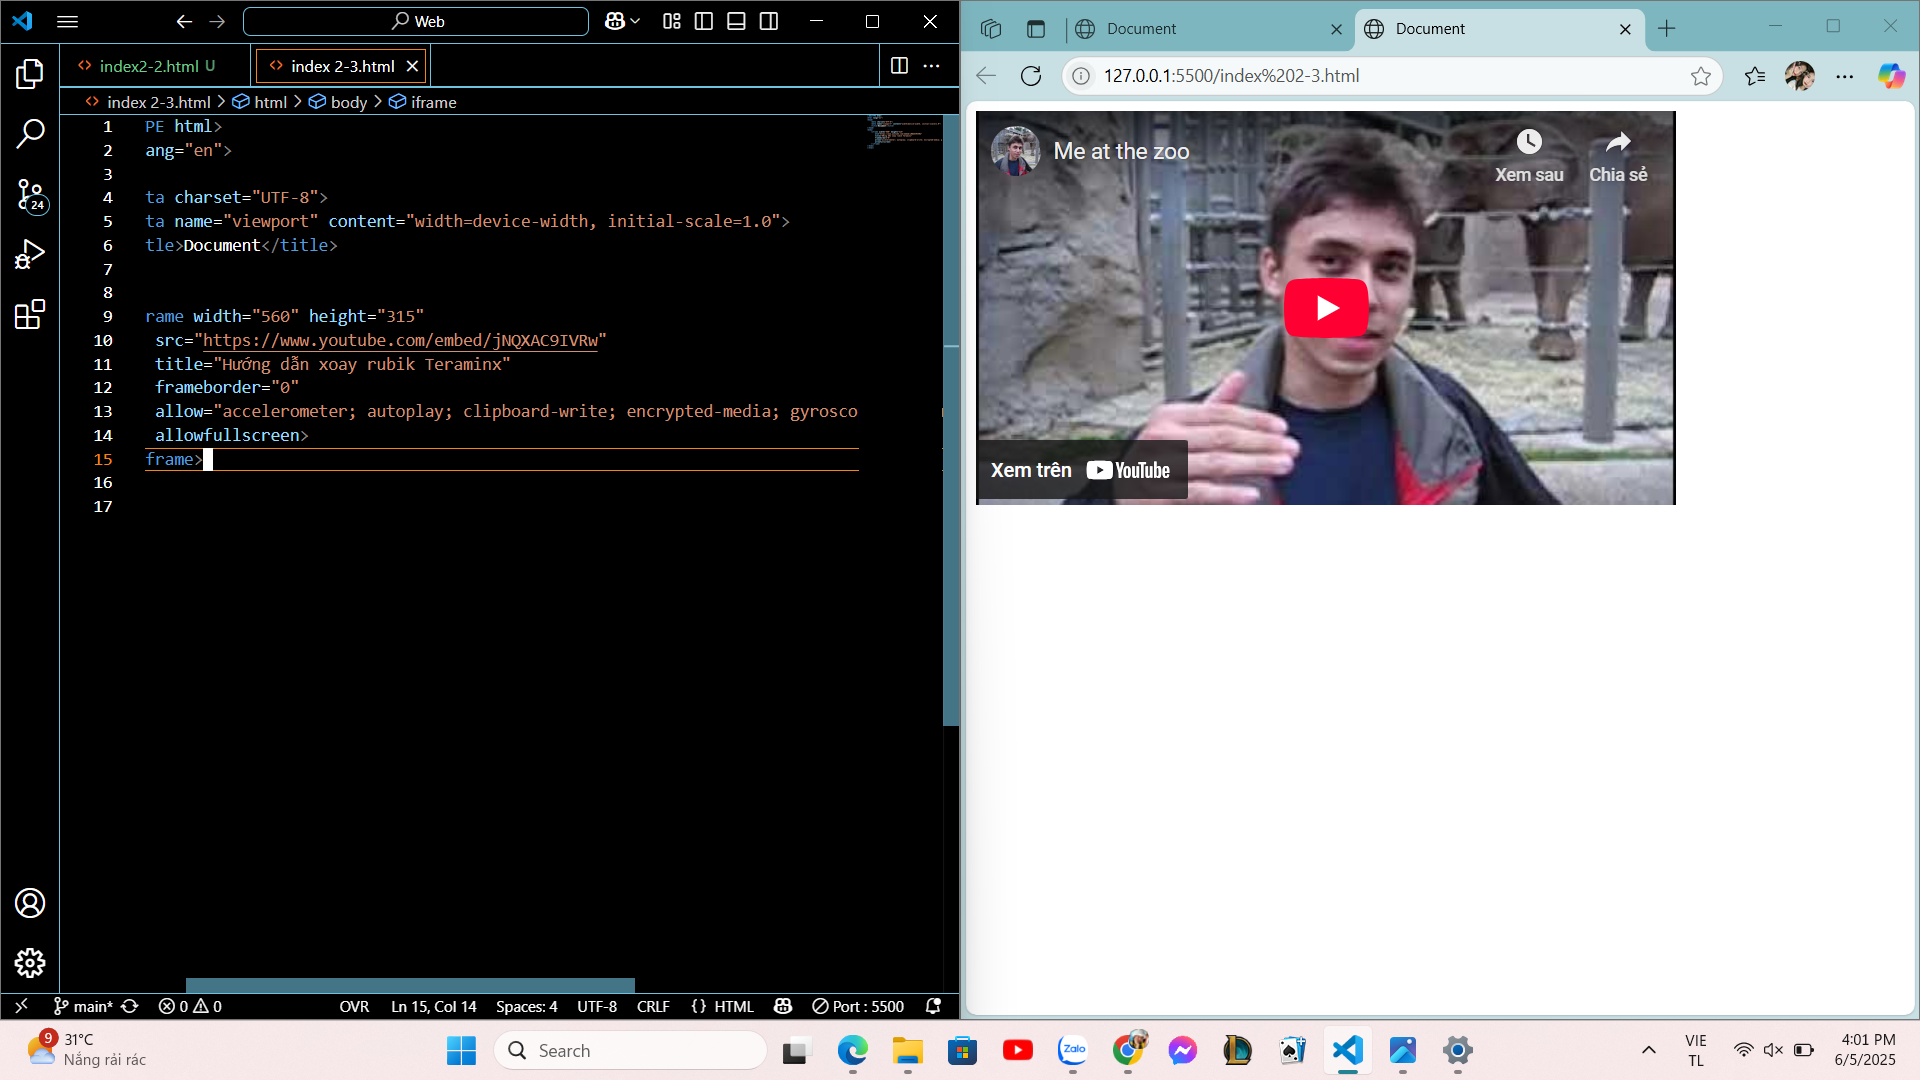 Web
index2-2.html U
index 2-3.html
index 2-3.html > html > body > iframe
1 PE html>
2 ang="en">
3
4 ta charset="UTF-8">
5 ta name="viewport" content="width=device-width, initial-scale=1.0">
6 tle>Document</title>
7
8
9 rame width="560" height="315"
10 src="https://www.youtube.com/embed/jNQXAC9IVRw"
11 title="Hướng dẫn xoay rubik Teraminx"
12 frameborder="0"
13 allow="accelerometer; autoplay; clipboard-write; encrypted-media; gyrosco
14 allowfullscreen>
15 frame>
16
17
24
main* 0 0 OVR Ln 15, Col 14 Spaces: 4 UTF-8 CRLF {} HTML Port : 5500
Document
Document
127.0.0.1:5500/index%202-3.html
Me at the zoo
Xem sau
Chia sẻ
Xem trên YouTube
9
31°C
Nắng rải rác
Search
Zalo
VIE
TL
4:01 PM
6/5/2025